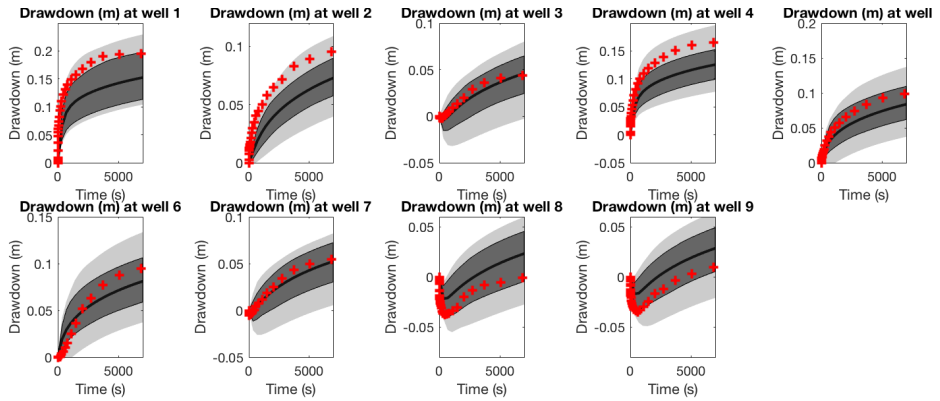 Drawdown (m) at well 1
Drawdown (m)
0.2
0.15
0.1
0.05
0
0
5000
Time (s)
Drawdown (m) at well 2
Drawdown (m)
0.1
0.05
0
0
5000
Time (s)
Drawdown (m) at well 3
Drawdown (m)
0.1
0.05
0
-0.05
0
5000
Time (s)
Drawdown (m) at well 4
Drawdown (m)
0.2
0.15
0.1
0.05
0
-0.05
0
5000
Time (s)
Drawdown (m) at well
Drawdown (m)
0.2
0.15
0.1
0.05
0
0
5000
Time (s)
Drawdown (m) at well 6
Drawdown (m)
0.15
0.1
0.05
0
0
5000
Time (s)
Drawdown (m) at well 7
Drawdown (m)
0.1
0.05
0
-0.05
0
5000
Time (s)
Drawdown (m) at well 8
Drawdown (m)
0.05
0
-0.05
0
5000
Time (s)
Drawdown (m) at well 9
Drawdown (m)
0.05
0
-0.05
0
5000
Time (s)